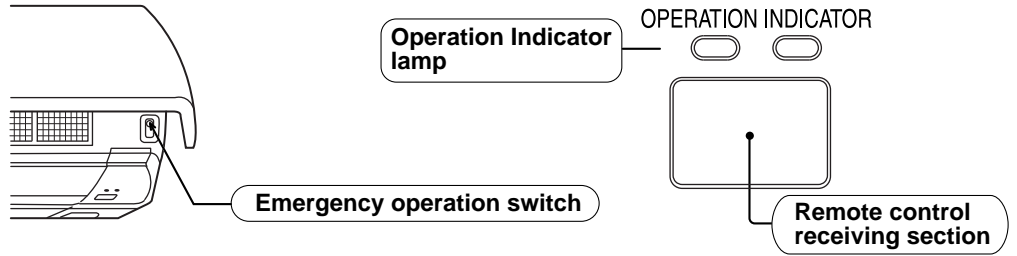 OPERATION INDICATOR
Operation Indicator
lamp
Emergency operation switch
Remote control
receiving section